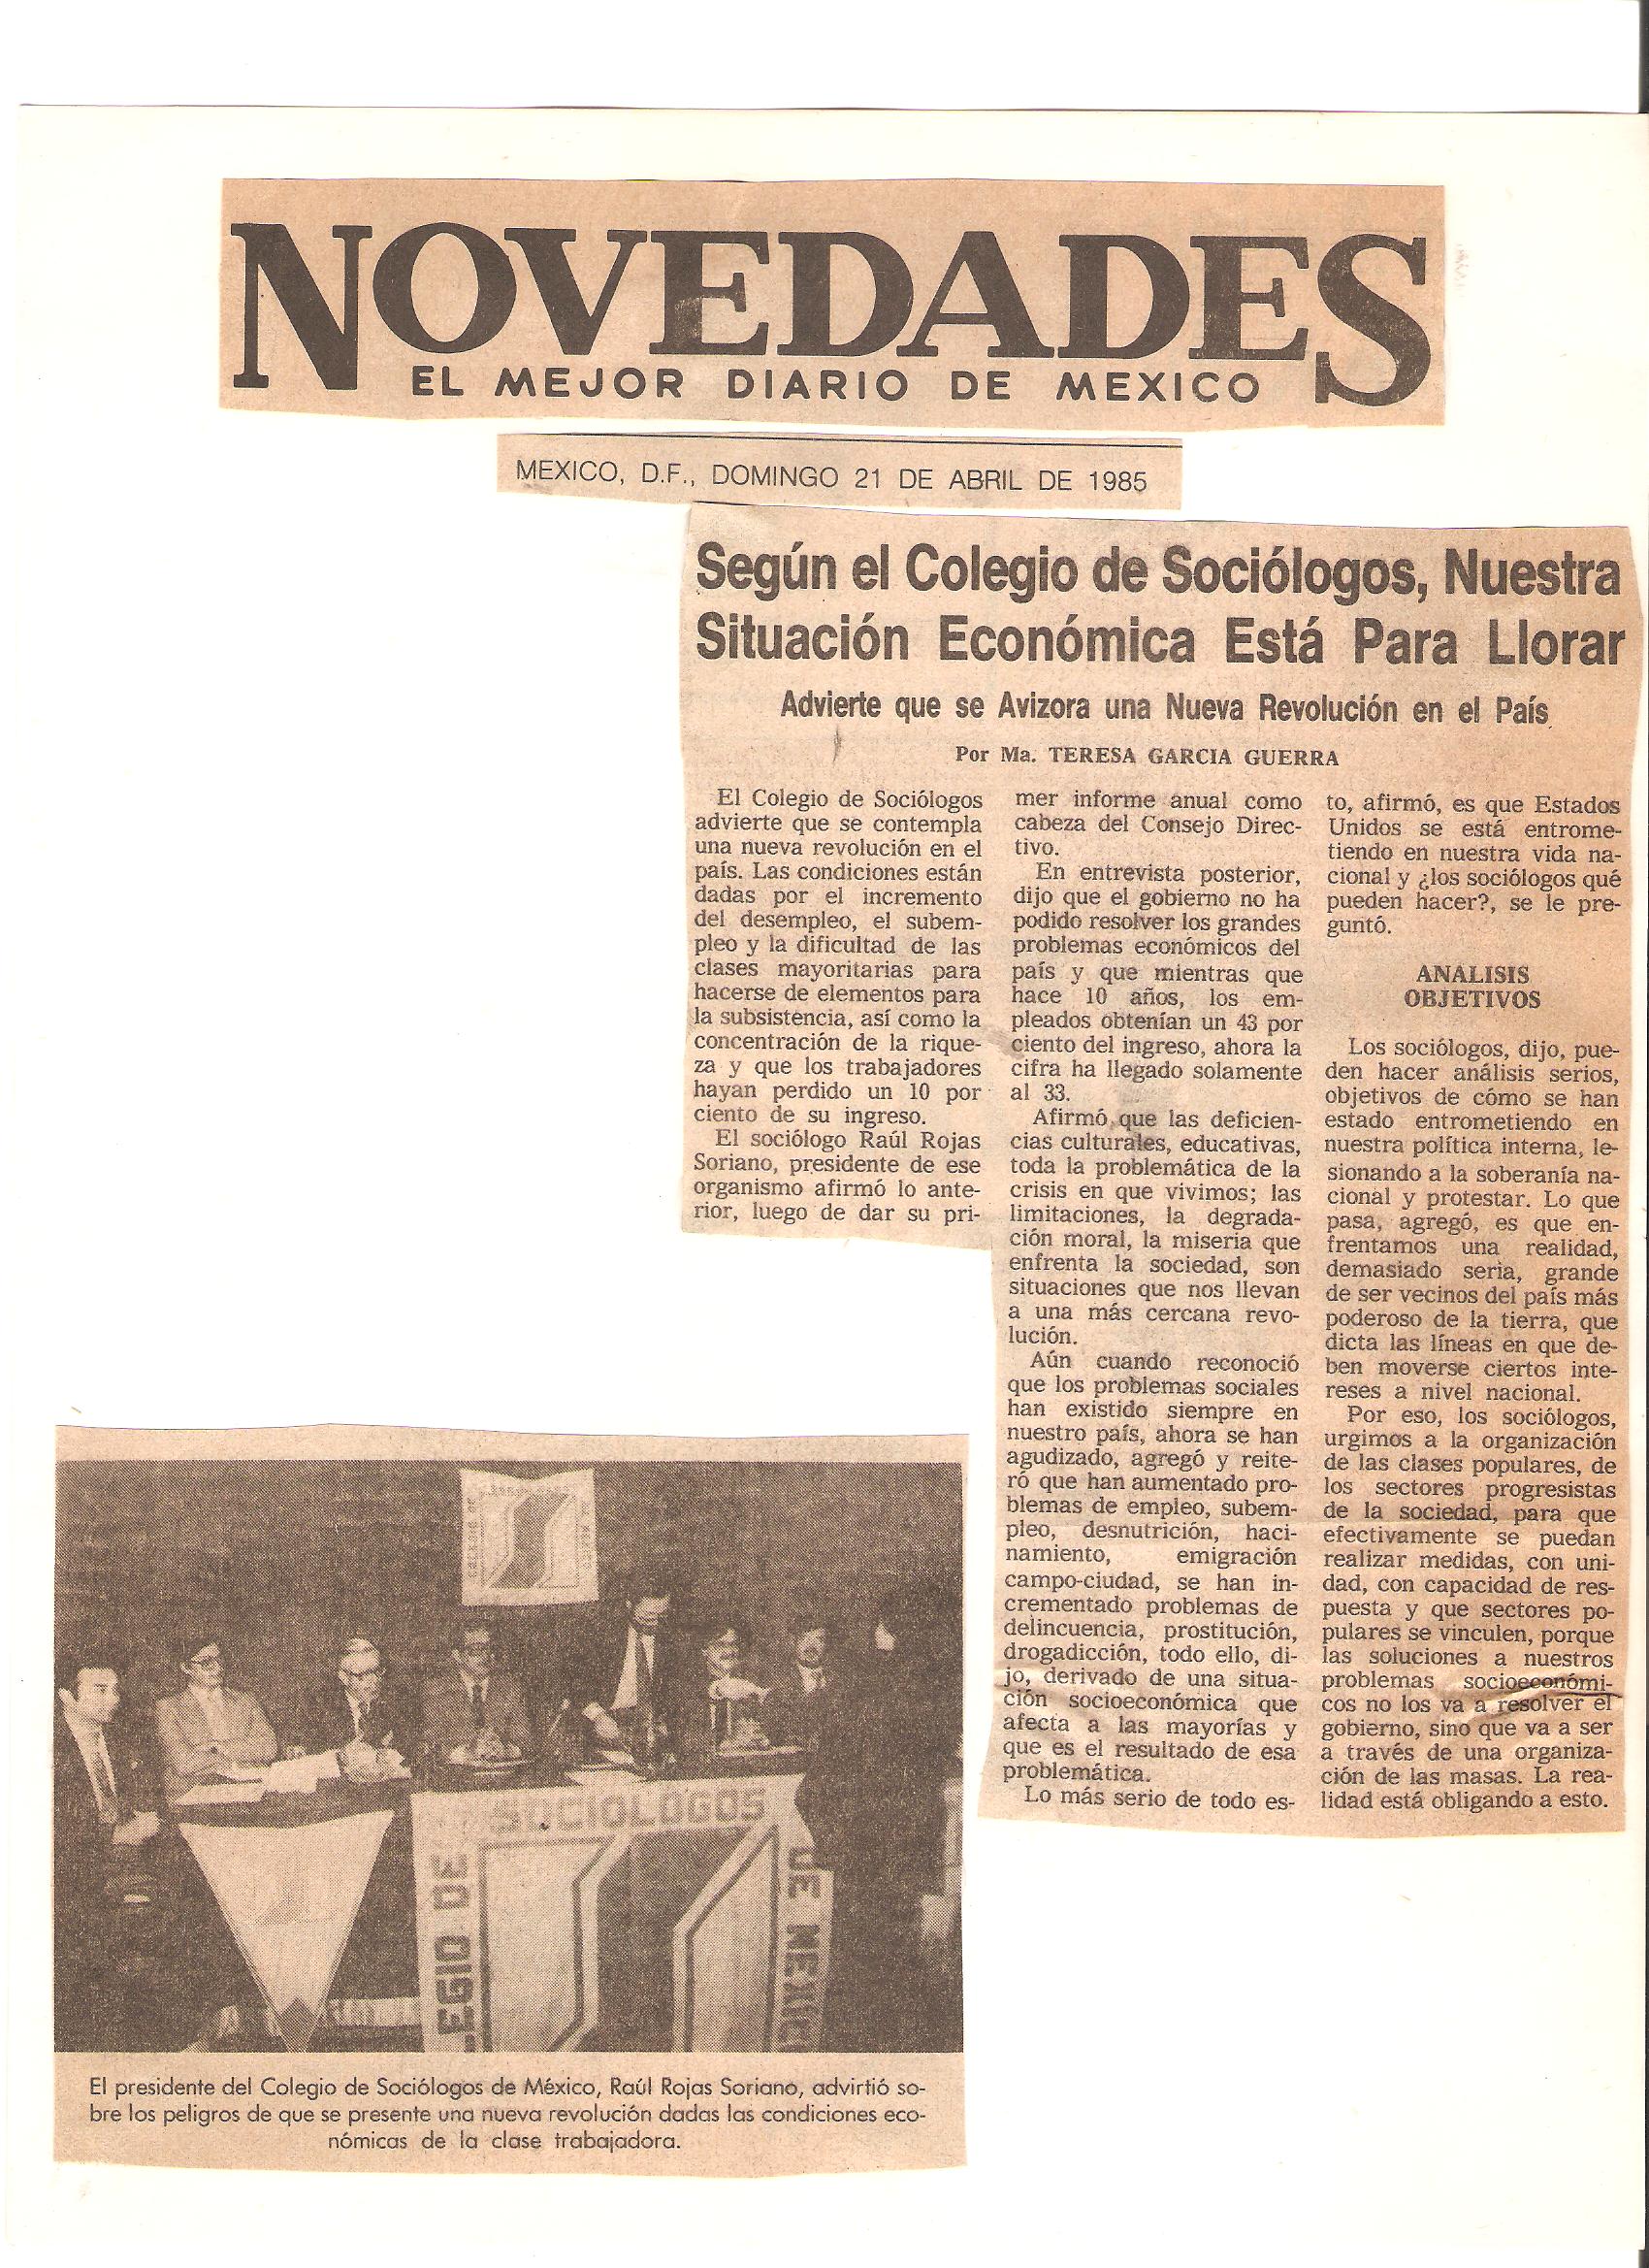 NOVEDADES
EL MEJOR DIARIO DE MEXICO
MEXICO, D.F., DOMINGO 21 DE ABRIL DE 1985
Según el Colegio de Sociólogos, Nuestra
Situación Económica Está Para Llorar
Advierte que se Avizora una Nueva Revolución en el País
Por Ma. TERESA GARCIA GUERRA
El Colegio de Sociólogos
advierte que se contempla
una nueva revolución en el
país. Las condiciones están
dadas por el incremento
del desempleo, el subem-
pleo y la dificultad de las
clases mayoritarias para
hacerse de elementos para
la subsistencia, así como la
concentración de la rique-
za y que los trabajadores
hayan perdido un 10 por
ciento de su ingreso.
El sociólogo Raúl Rojas
Soriano, presidente de ese
organismo afirmó lo ante-
rior, luego de dar su pri-
mer informe anual como
cabeza del Consejo Direc-
tivo.
En entrevista posterior,
dijo que el gobierno no ha
podido resolver los grandes
problemas económicos del
país y que mientras que
hace 10 años, los em-
pleados obtenían un 43 por
ciento del ingreso, ahora la
cifra ha llegado solamente
al 33.
Afirmó que las deficien-
cias culturales, educativas,
toda la problemática de la
crisis en que vivimos; las
limitaciones, la degrada-
ción moral, la miseria que
enfrenta la sociedad, son
situaciones que nos llevan
a una más cercana revo-
lución.
Aún cuando reconoció
que los problemas sociales
han existido siempre en
nuestro país, ahora se han
agudizado, agregó y reite-
ró que han aumentado pro-
blemas de empleo, subem-
pleo, desnutrición, haci-
namiento, emigración
campo-ciudad, se han in-
crementado problemas de
delincuencia, prostitución,
drogadicción, todo ello, di-
jo, derivado de una situa-
ción socioeconómica que
afecta a las mayorías y
que es el resultado de esa
problemática.
Lo más serio de todo es-
to, afirmó, es que Estados
Unidos se está entrome-
tiendo en nuestra vida na-
cional y ¿los sociólogos qué
pueden hacer?, se le pre-
guntó.
ANALISIS
OBJETIVOS
Los sociólogos, dijo, pue-
den hacer análisis serios,
objetivos de cómo se han
estado entrometiendo en
nuestra política interna, le-
sionando a la soberanía na-
cional y protestar. Lo que
pasa, agregó, es que en-
frentamos una realidad,
demasiado seria, grande
de ser vecinos del país más
poderoso de la tierra, que
dicta las líneas en que de-
ben moverse ciertos inte-
reses a nivel nacional.
Por eso, los sociólogos,
urgimos a la organización
de las clases populares, de
los sectores progresistas
de la sociedad, para que
efectivamente se puedan
realizar medidas, con uni-
dad, con capacidad de res-
puesta y que sectores po-
pulares se vinculen, porque
las soluciones a nuestros
problemas socioeconómi-
cos no los va a resolver el
gobierno, sino que va a ser
a través de una organiza-
ción de las masas. La rea-
lidad está obligando a esto.
LEGIO DE
SOCIOLOGOS
DE MEXIC
El presidente del Colegio de Sociólogos de México, Raúl Rojas Soriano, advirtió so-
bre los peligros de que se presente una nueva revolución dadas las condiciones eco-
nómicas de la clase trabajadora.